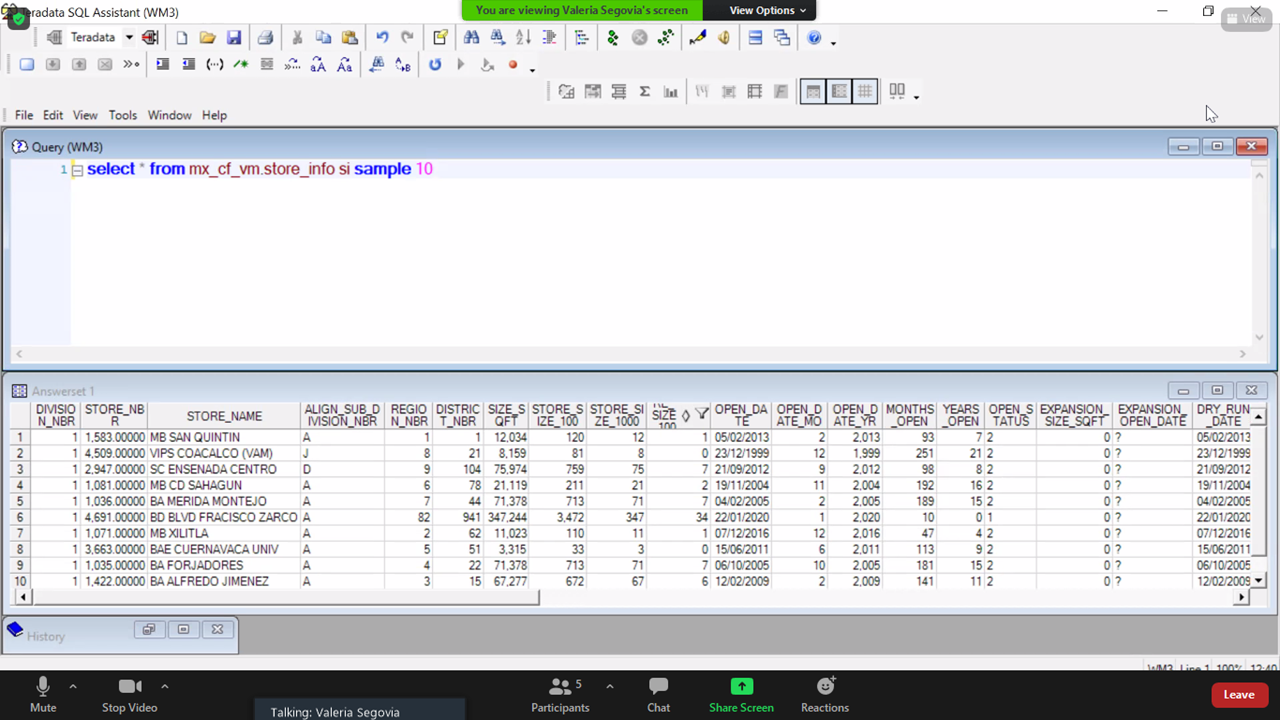 Teradata SQL Assistant (WM3)
You are viewing Valeria Segovia's screen
View Options
View
Teradata
File Edit View Tools Window Help
Query (WM3)
1 select * from mx_cf_vm.store_info si sample 10
Answerset 1
DIVISION_NBR STORE_NBR STORE_NAME ALIGN_SUB_DIVISION_NBR REGION_NBR DISTRICT_NBR SIZE_SQFT STORE_SIZE_100 STORE_SIZE_1000 SIZE OPEN_DATE OPEN_DATE_MO OPEN_DATE_YR MONTHS_OPEN YEARS_OPEN OPEN_STATUS EXPANSION_SIZE_SQFT EXPANSION_OPEN_DATE DRY_RUN_DATE
1 1 1,583.00000 MB SAN QUINTIN A 1 1 12,034 120 12 1 05/02/2013 2 2,013 93 7 2 0 ? 05/02/2013
2 1 4,509.00000 VIPS COACALCO (VAM) J 8 21 8,159 81 8 0 23/12/1999 12 1,999 251 21 2 0 ? 23/12/1999
3 1 2,947.00000 SC ENSENADA CENTRO D 9 104 75,974 759 75 7 21/09/2012 9 2,012 98 8 2 0 ? 21/09/2012
4 1 1,081.00000 MB CD SAHAGUN A 6 78 21,119 211 21 2 19/11/2004 11 2,004 192 16 2 0 ? 19/11/2004
5 1 1,036.00000 BA MERIDA MONTEJO A 7 44 71,378 713 71 7 04/02/2005 2 2,005 189 15 2 0 ? 04/02/2005
6 1 4,691.00000 BD BLVD FRACISCO ZARCO A 82 941 347,244 3,472 347 34 22/01/2020 1 2,020 10 0 1 0 ? 22/01/2020
7 1 1,071.00000 MB XILITLA A 2 62 11,023 110 11 1 07/12/2016 12 2,016 47 4 2 0 ? 07/12/2016
8 1 3,663.00000 BAE CUERNAVACA UNIV A 5 51 3,315 33 3 0 15/06/2011 6 2,011 113 9 2 0 ? 15/06/2011
9 1 1,035.00000 BA FORJADORES A 4 22 71,378 713 71 7 06/10/2005 10 2,005 181 15 2 0 ? 06/10/2005
10 1 1,422.00000 BA ALFREDO JIMENEZ A 3 15 67,277 672 67 6 12/02/2009 2 2,009 141 11 2 0 ? 12/02/2009
History
WM3 Line 1 100% 12:40
Mute Stop Video Talking: Valeria Segovia Participants 5 Chat Share Screen Reactions Leave